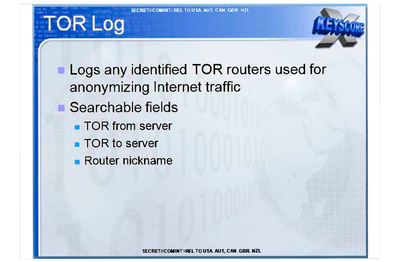 SECRET//COMINT//REL TO USA, AUS, CAN, GBR, NZL
TOR Log
X KEYSCORE
Logs any identified TOR routers used for
anonymizing Internet traffic
Searchable fields
TOR from server
TOR to server
Router nickname
SECRET//COMINT//REL TO USA, AUS, CAN, GBR, NZL